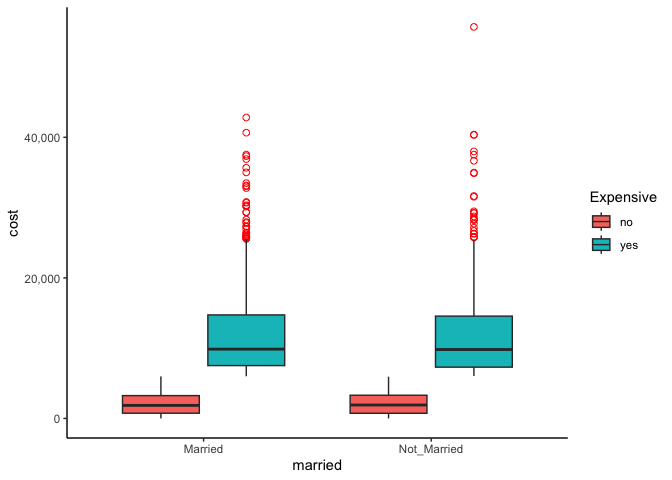 cost
40,000
20,000
0
Married
Not_Married
married
Expensive
no
yes